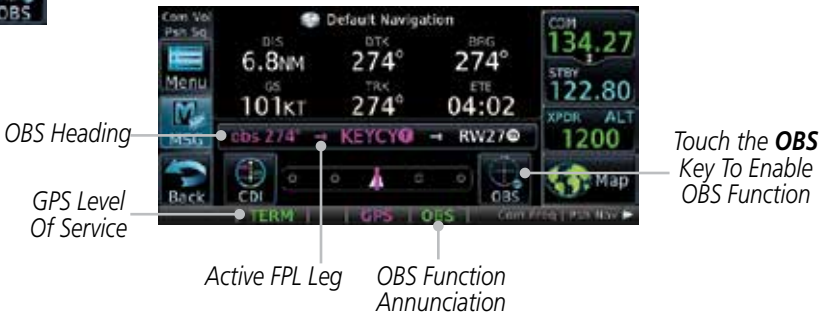 OBS
Com Vol
Psh Sq
Default Navigation
DIS
6.8NM
DTK
274°
BRG
274°
GS
101KT
TRK
274°
ETE
04:02
COM
134.27
STBY
122.80
XPDR ALT
1200
Menu
MSG
Back
obs 274° → KEYCY → RW27
CDI
OBS
Map
TERM GPS OBS Com Freq | Psh Nav
OBS Heading
GPS Level
Of Service
Active FPL Leg
OBS Function
Annunciation
Touch the OBS
Key To Enable
OBS Function